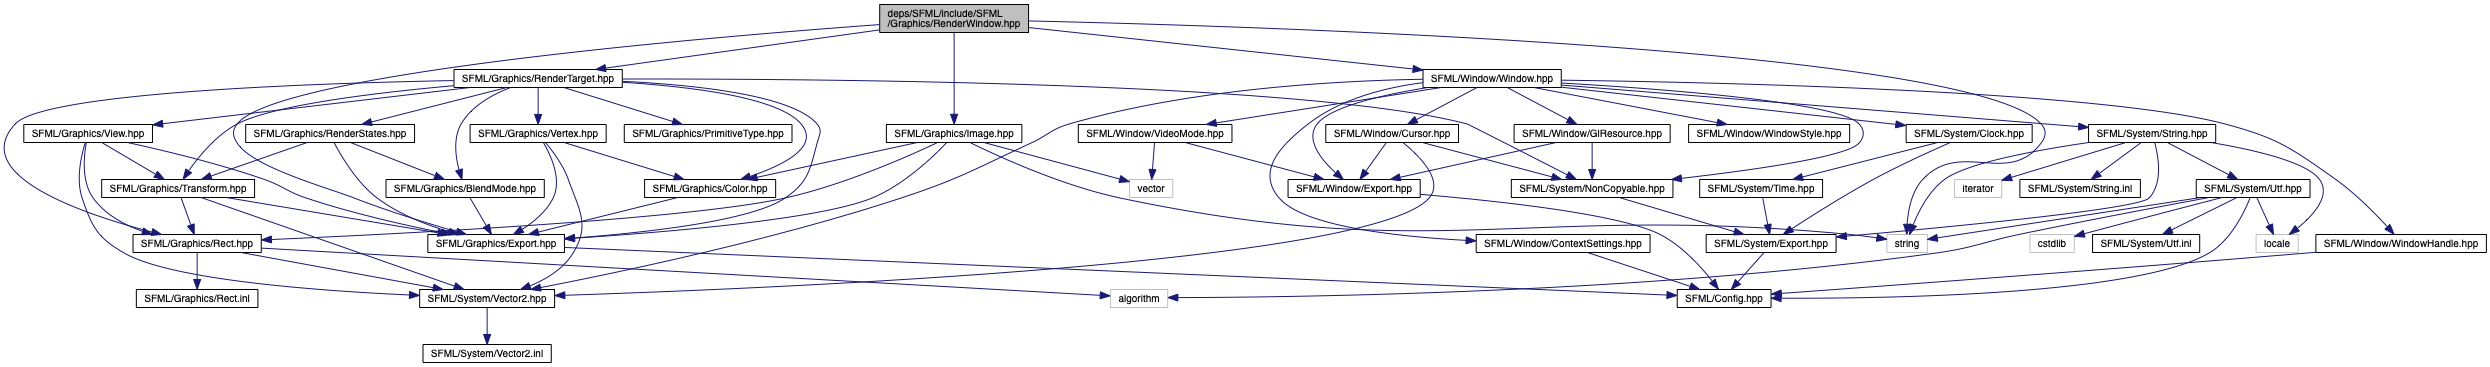 deps/SFML/include/SFML
/Graphics/RenderWindow.hpp
SFML/Graphics/RenderTarget.hpp
SFML/Window/Window.hpp
SFML/Graphics/View.hpp
SFML/Graphics/RenderStates.hpp
SFML/Graphics/Vertex.hpp
SFML/Graphics/PrimitiveType.hpp
SFML/Graphics/Image.hpp
SFML/Window/VideoMode.hpp
SFML/Window/Cursor.hpp
SFML/Window/GlResource.hpp
SFML/Window/WindowStyle.hpp
SFML/System/Clock.hpp
SFML/System/String.hpp
SFML/Graphics/Transform.hpp
SFML/Graphics/BlendMode.hpp
SFML/Graphics/Color.hpp
vector
SFML/Window/Export.hpp
SFML/System/NonCopyable.hpp
SFML/System/Time.hpp
iterator
SFML/System/String.inl
SFML/System/Utf.hpp
SFML/Graphics/Rect.hpp
SFML/Graphics/Export.hpp
SFML/Window/ContextSettings.hpp
SFML/System/Export.hpp
string
cstdlib
SFML/System/Utf.inl
locale
SFML/Window/WindowHandle.hpp
SFML/Graphics/Rect.inl
SFML/System/Vector2.hpp
algorithm
SFML/Config.hpp
SFML/System/Vector2.inl